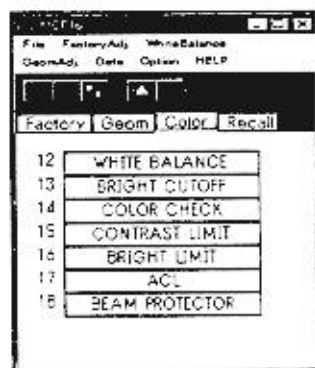 File FactoryAdj WhiteBalance
GeomAdj Data Option HELP
Factory Geom Color Recall
12 WHITE BALANCE
13 BRIGHT CUTOFF
14 COLOR CHECK
15 CONTRAST LIMIT
16 BRIGHT LIMIT
17 ACL
18 BEAM PROTECTOR